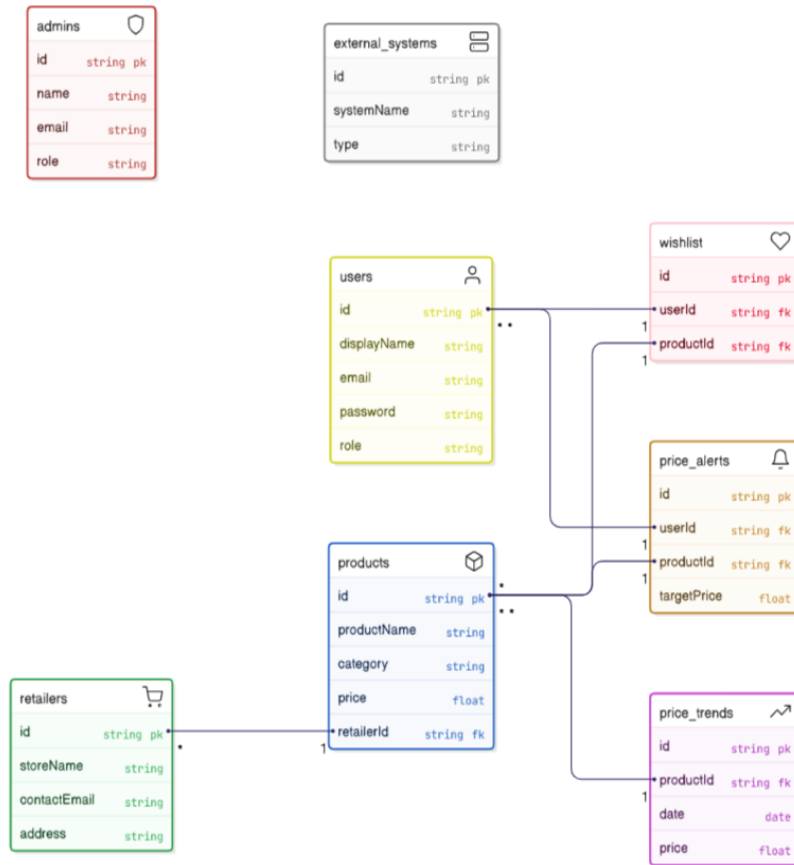 admins
id string pk
name string
email string
role string
external_systems
id string pk
systemName string
type string
users
id string pk
displayName string
email string
password string
role string
wishlist
id string pk
userId string fk
productId string fk
1
1
price_alerts
id string pk
userId string fk
productId string fk
targetPrice float
1
1
products
id string pk
productName string
category string
price float
retailerId string fk
*
1
retailers
id string pk
storeName string
contactEmail string
address string
*
price_trends
id string pk
productId string fk
date date
price float
1